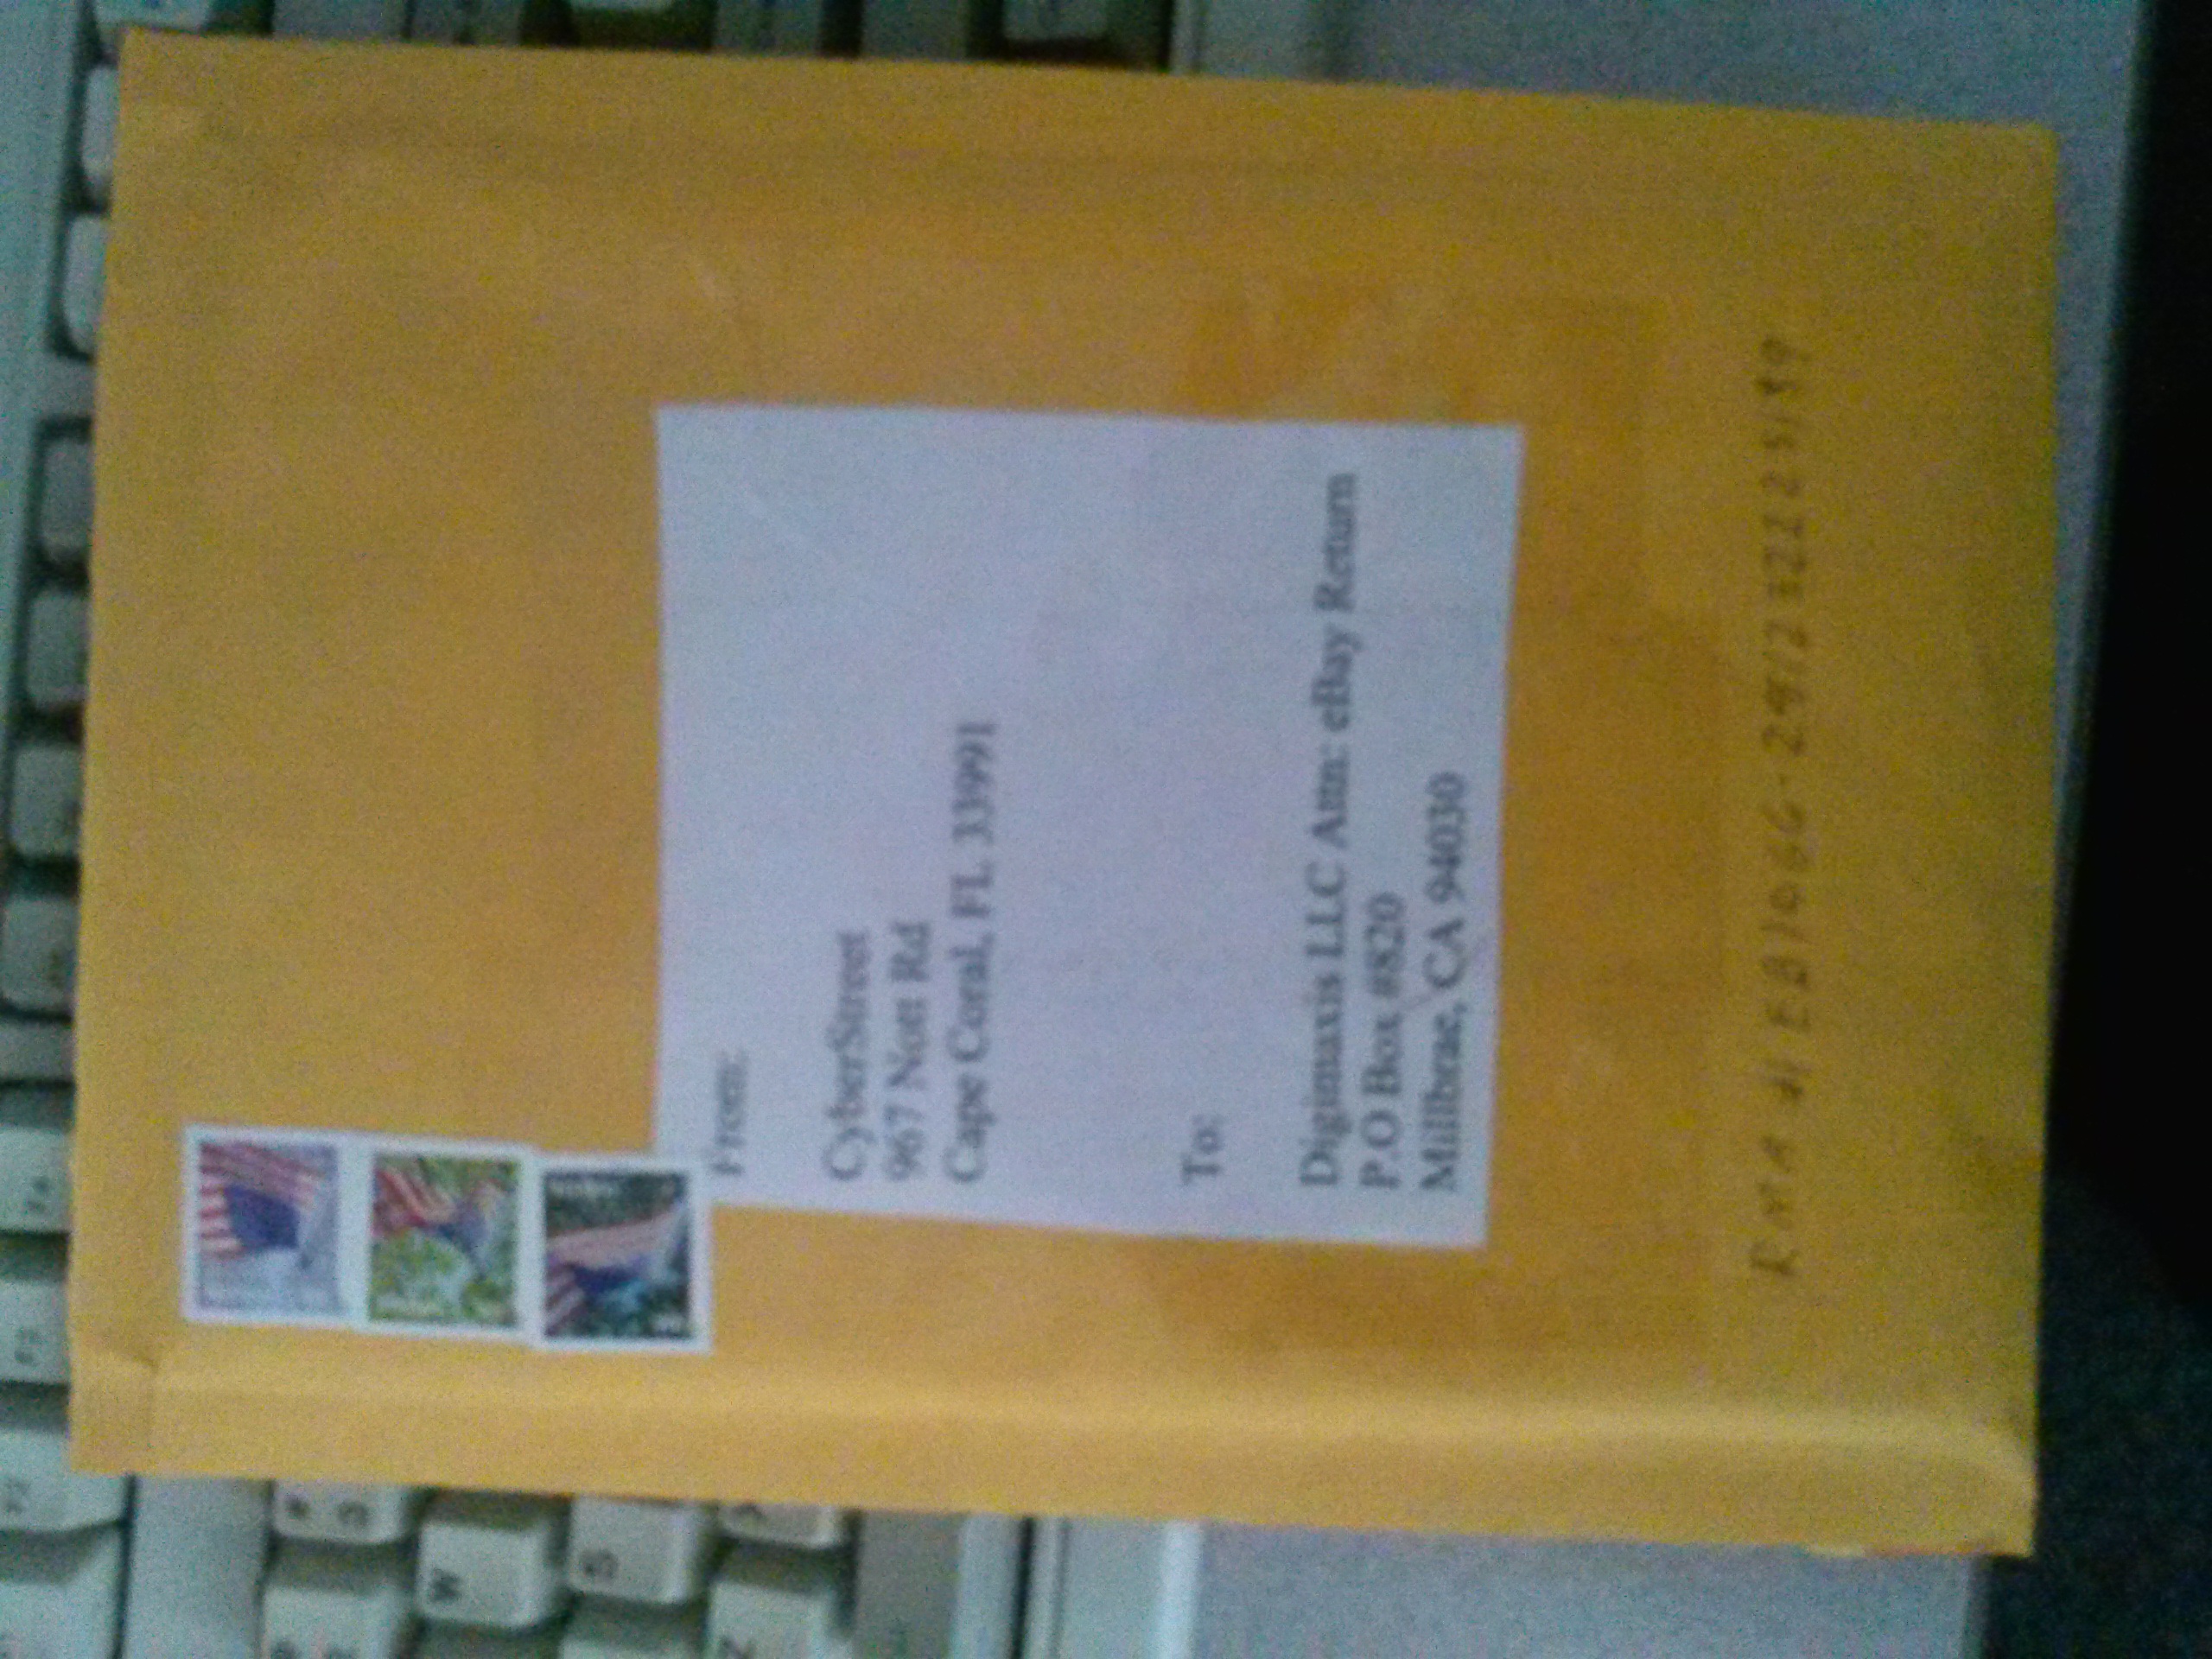 From:
CyberStreet
967 Nott Rd
Cape Coral, FL 33991
To:
Digimaxis LLC Attn: eBay Return
P.O Box #820
Millbrae, CA 94030
RMA #
W
S
Z